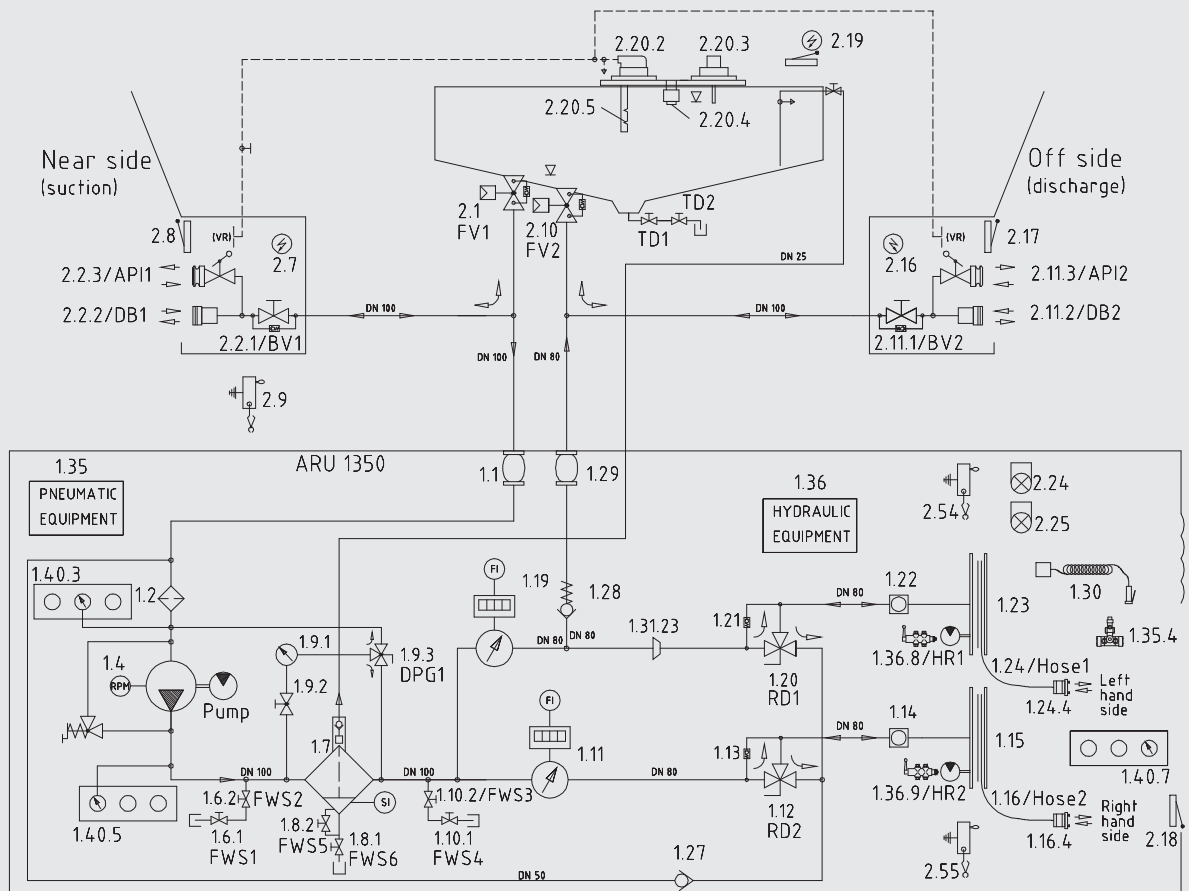 2.20.2
2.20.3
2.19
2.20.5
2.20.4
Near side
(suction)
Off side
(discharge)
2.1
FV1
2.10
FV2
TD2
TD1
2.8
(VR)
2.7
2.2.3/API1
2.2.2/DB1
2.2.1/BV1
DN 100
DN 25
DN 100
2.16
(VR)
2.17
2.11.3/API2
2.11.2/DB2
2.11.1/BV2
DN 100
DN 80
2.9
ARU 1350
1.35
PNEUMATIC
EQUIPMENT
1.1
1.29
1.36
HYDRAULIC
EQUIPMENT
2.54
2.24
2.25
1.40.3
1.2
FI
1.19
1.28
1.22
1.23
1.30
1.35.4
DN 80
DN 80
DN 80
1.31.23
1.21
1.9.1
1.9.3
DPG1
1.4
RPM
Pump
1.9.2
1.20
RD1
1.36.8/HR1
1.24/Hose1
1.24.4
Left
hand
side
1.7
FI
1.11
DN 80
1.14
1.15
1.13
DN 100
DN 100
DN 80
1.36.9/HR2
1.40.7
1.40.5
1.6.2
FWS2
1.6.1
FWS1
SI
1.8.2
FWS5
1.8.1
FWS6
1.10.2/FWS3
1.10.1
FWS4
1.12
RD2
1.16/Hose2
1.16.4
Right
hand
side
2.18
2.55
1.27
DN 50